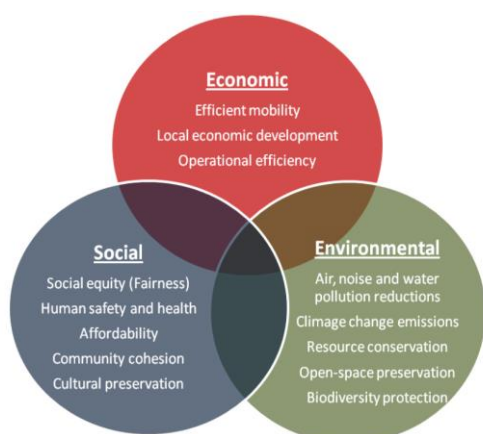 Economic
Efficient mobility
Local economic development
Operational efficiency
Social
Social equity (Fairness)
Human safety and health
Affordability
Community cohesion
Cultural preservation
Environmental
Air, noise and water
pollution reductions
Climage change emissions
Resource conservation
Open-space preservation
Biodiversity protection